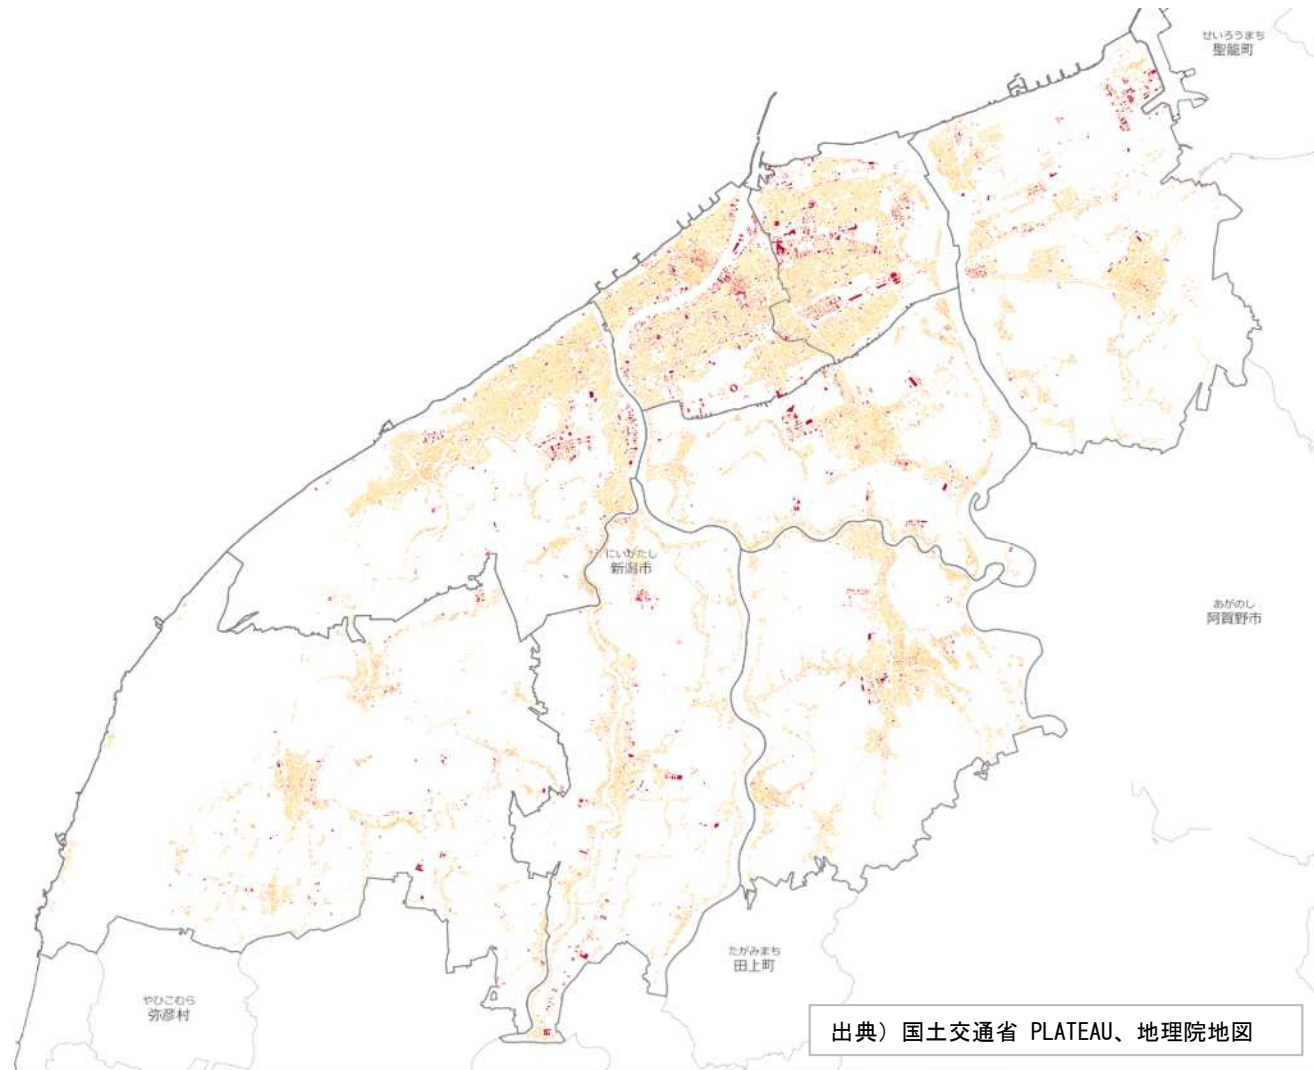 せいろうまち
聖籠町
にいがたし
新潟市
あがのし
阿賀野市
たがみまち
田上町
やひこむら
弥彦村
出典）国土交通省 PLATEAU、地理院地図